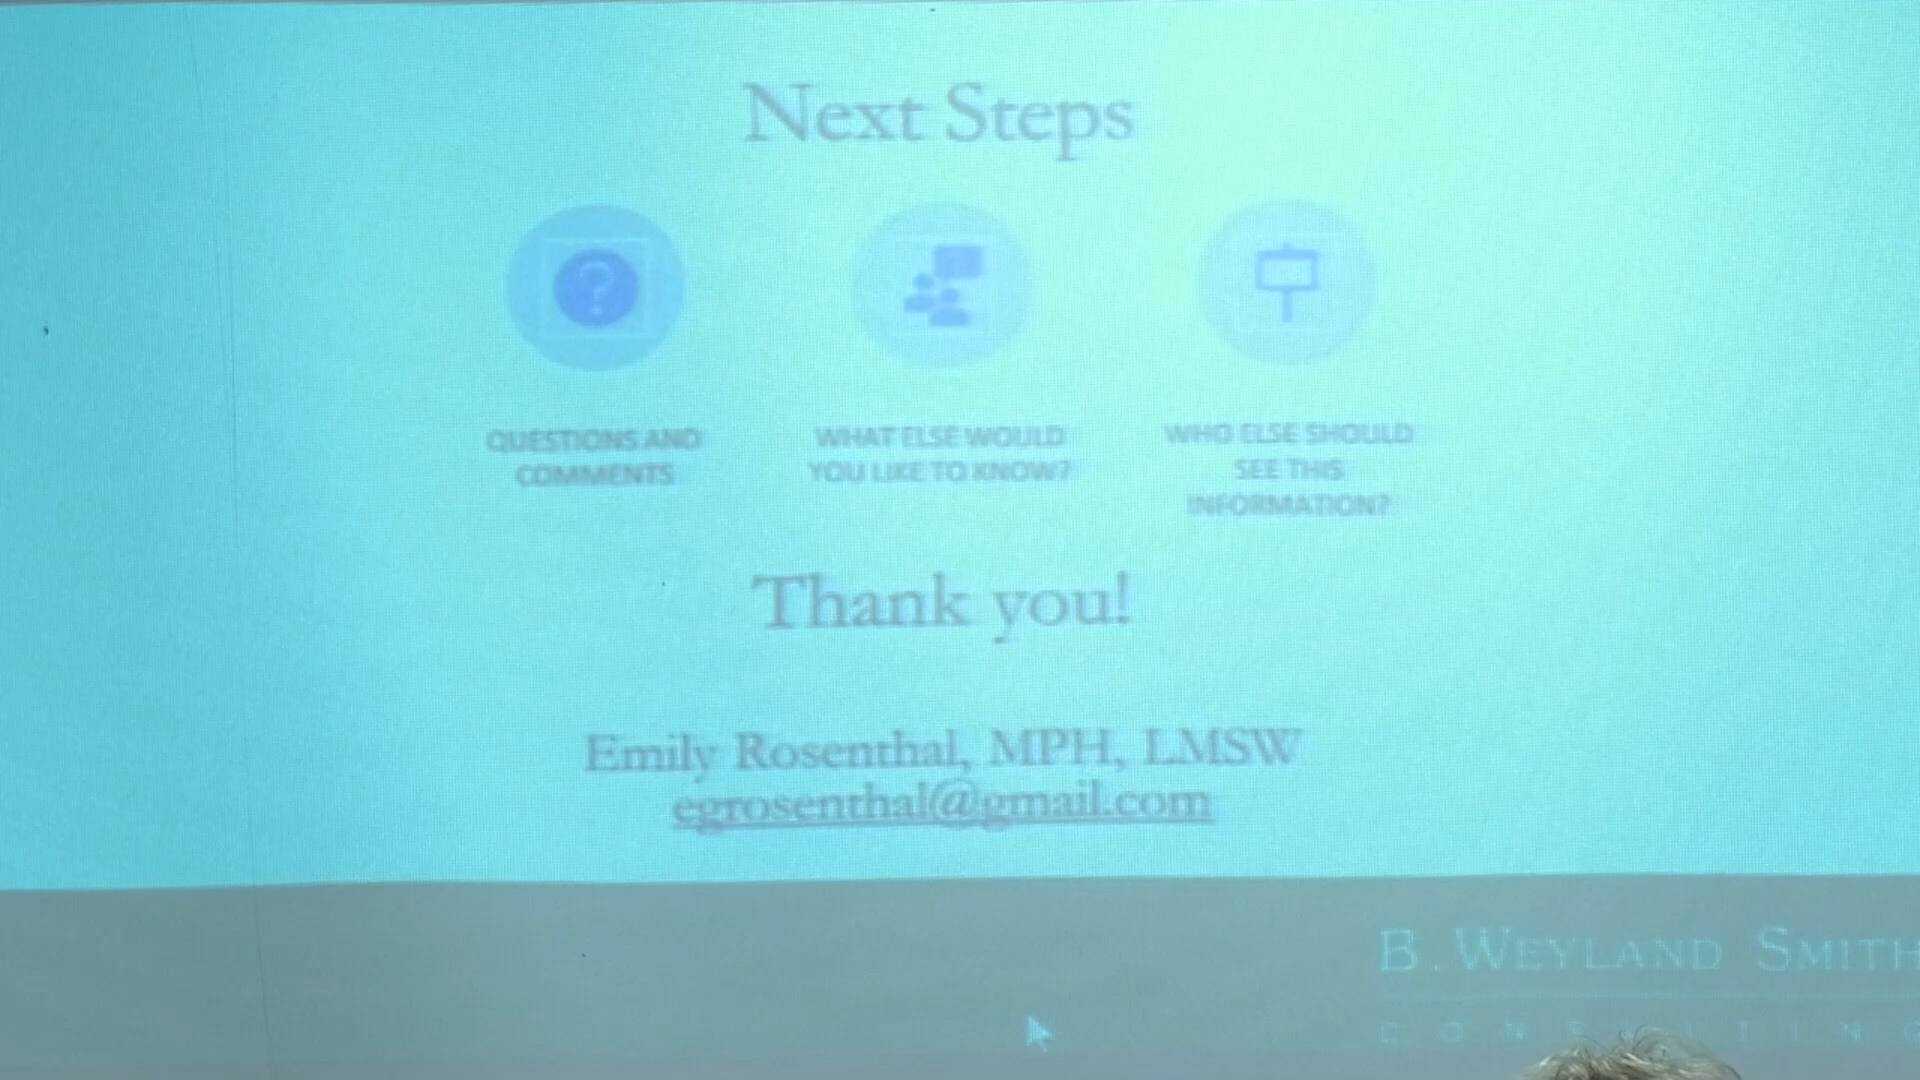 Next Steps
?
QUESTIONS AND
COMMENTS
WHAT ELSE WOULD
YOU LIKE TO KNOW?
WHO ELSE SHOULD
SEE THIS
INFORMATION?
Thank you!
Emily Rosenthal, MPH, LMSW
egrosenthal@gmail.com
B. WEYLAND SMITH
CONSULTING